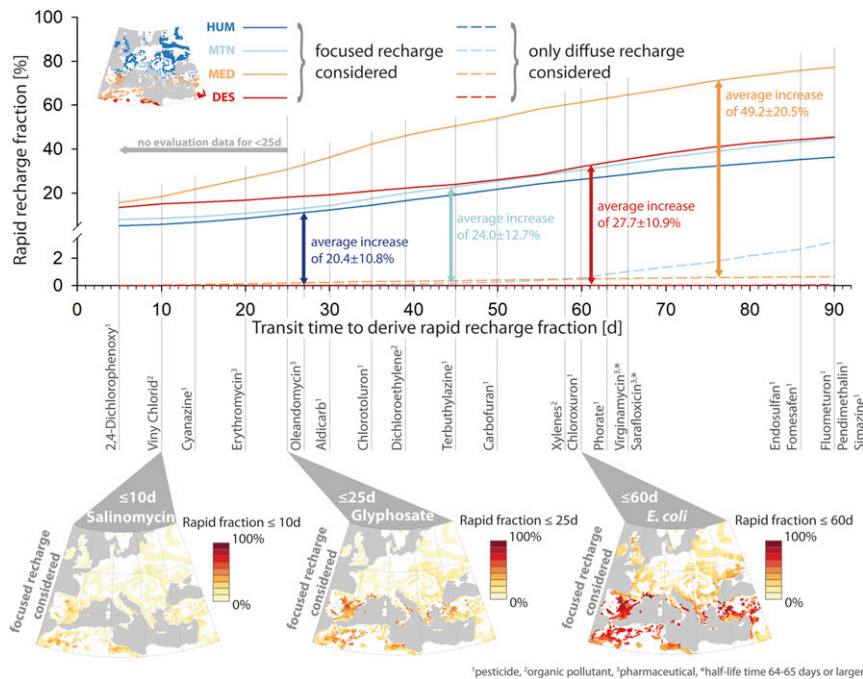 Rapid recharge fraction [%]
100
80
60
40
20
2
0
HUM
MTN
MED
DES
focused recharge
considered
only diffuse recharge
considered
no evaluation data for <25d
average increase
of 20.4±10.8%
average increase
of 24.0±12.7%
average increase
of 27.7±10.9%
average increase
of 49.2±20.5%
0 10 20 30 40 50 60 70 80 90
Transit time to derive rapid recharge fraction [d]
2,4-Dichlorophenoxy¹
Viny Chlorid²
Cyanazine¹
Erythromycin³
Oleandomycin³
Aldicarb¹
Chlorotoluron¹
Dichloroethylene²
Terbuthylazine¹
Carbofuran¹
Xylenes²
Chloroxuron¹
Phorate¹
Virginamycin³,*
Sarafloxicin³,*
Endosulfan¹
Fomesafen¹
Fluometuron¹
Pendimethalin¹
Simazine¹
≤10d
Salinomycin
focused recharge
considered
Rapid fraction ≤ 10d
100%
0%
≤25d
Glyphosate
focused recharge
considered
Rapid fraction ≤ 25d
100%
0%
≤60d
E. coli
focused recharge
considered
Rapid fraction ≤ 60d
100%
0%
¹pesticide, ²organic pollutant, ³pharmaceutical, *half-life time 64-65 days or larger